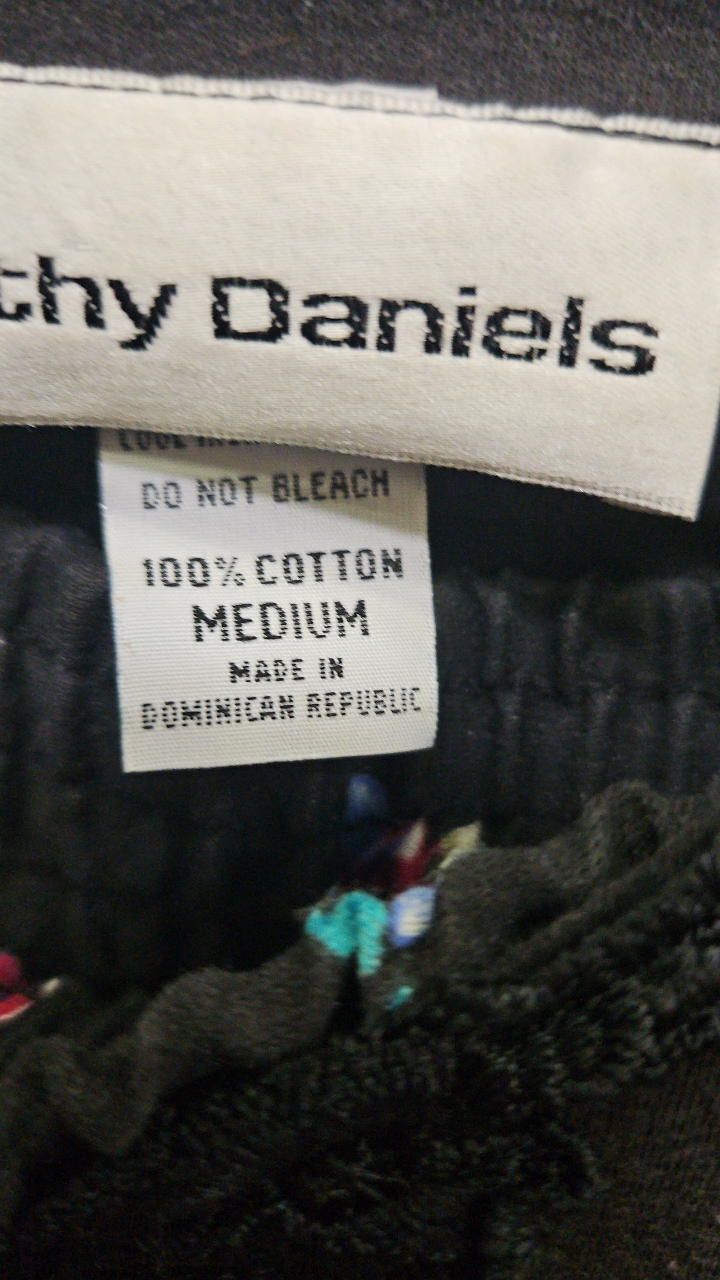 thy Daniels
DO NOT BLEACH
100% COTTON
MEDIUM
MADE IN
DOMINICAN REPUBLIC